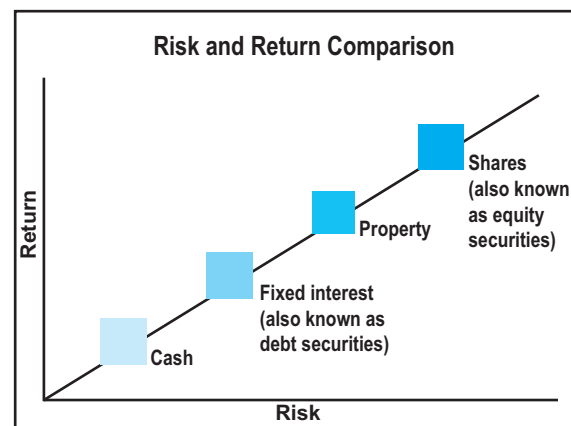 Risk and Return Comparison
Return
Shares
(also known
as equity
securities)
Property
Fixed interest
(also known as
debt securities)
Cash
Risk